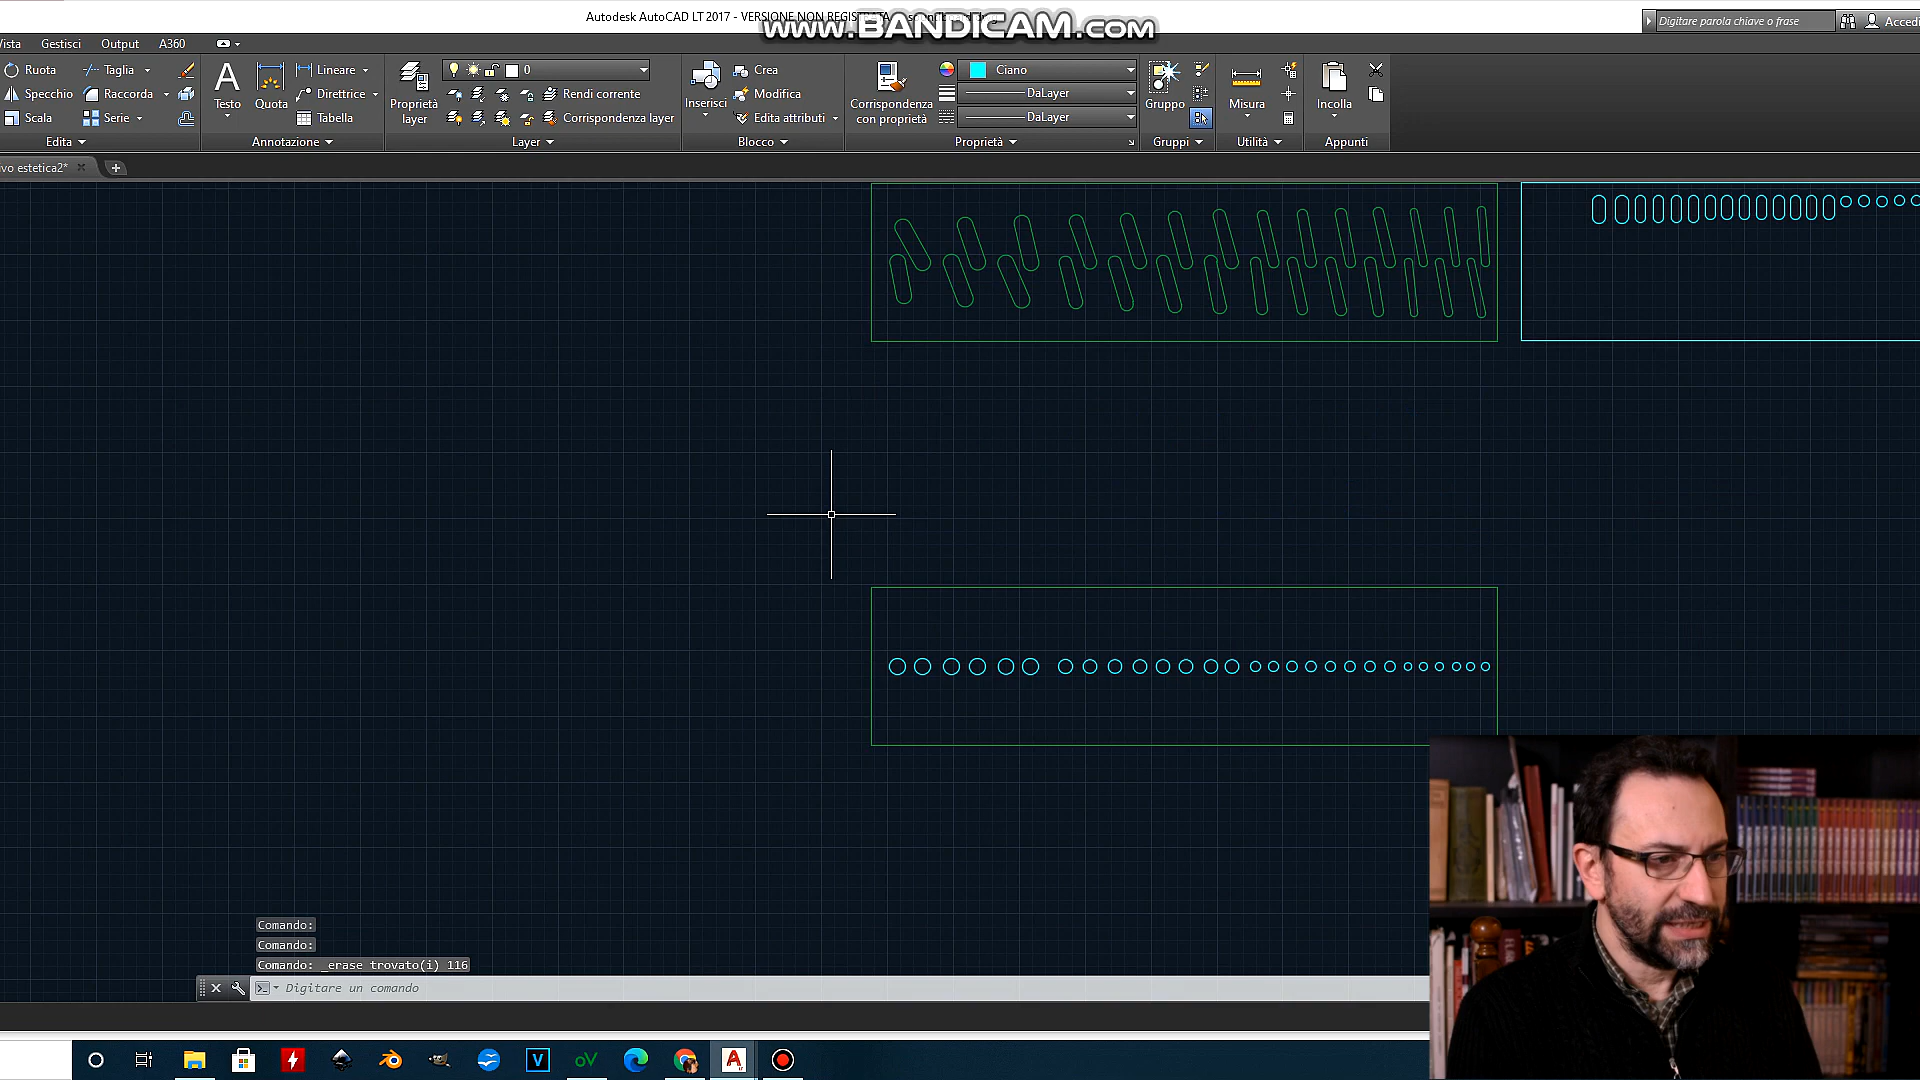 Autodesk AutoCAD LT 2017 - VERSIONE NON REGISTRATA
www.BANDICAM.com
Digitare parola chiave o frase
Accedi
ista
Gestisci
Output
A360
Ruota
Taglia
Specchio
Raccorda
Scala
Serie
Edita
Testo
Quota
Lineare
Direttrice
Tabella
Annotazione
Proprietà
layer
0
Rendi corrente
Corrispondenza layer
Layer
Inserisci
Crea
Modifica
Edita attributi
Blocco
Corrispondenza
con proprietà
Ciano
DaLayer
DaLayer
Proprietà
Gruppo
Gruppi
Misura
Utilità
Incolla
Appunti
vo estetica2*
Comando:
Comando:
Comando: _erase trovato(i) 116
Digitare un comando
V
oV
A